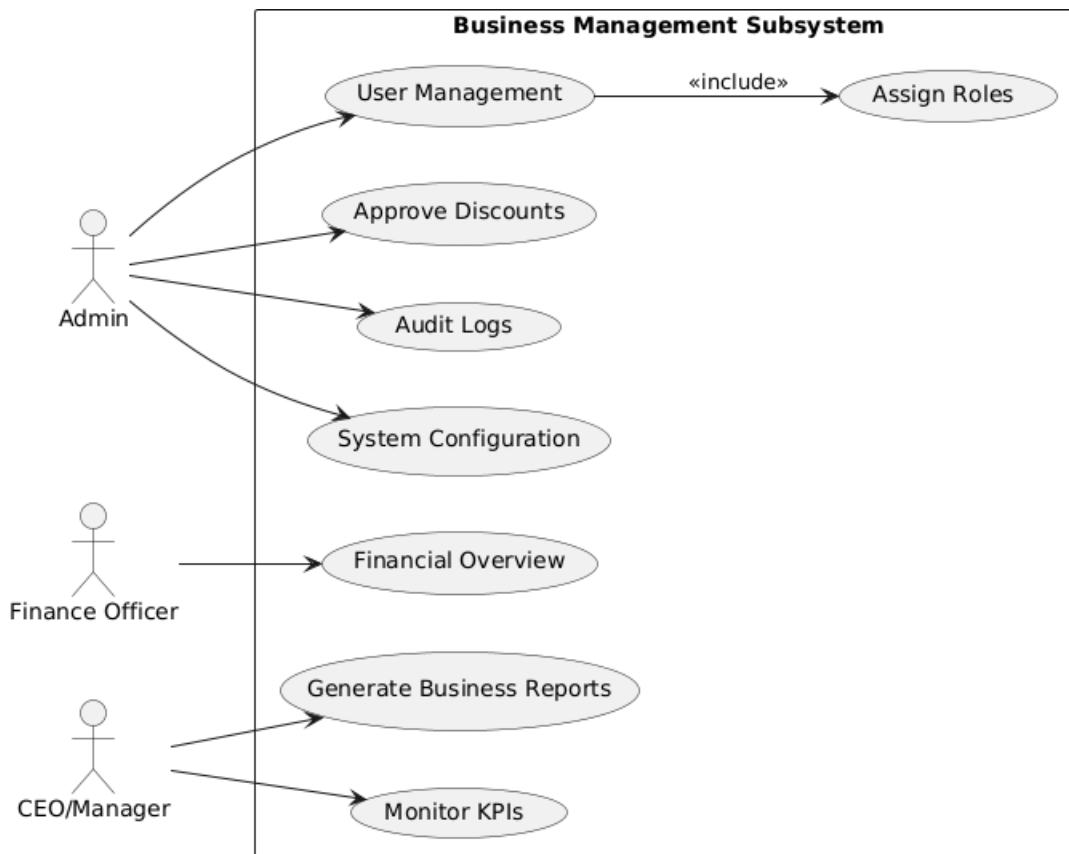 Business Management Subsystem
User Management
«include»
Assign Roles
Approve Discounts
Admin
Audit Logs
System Configuration
Financial Overview
Finance Officer
Generate Business Reports
CEO/Manager
Monitor KPIs